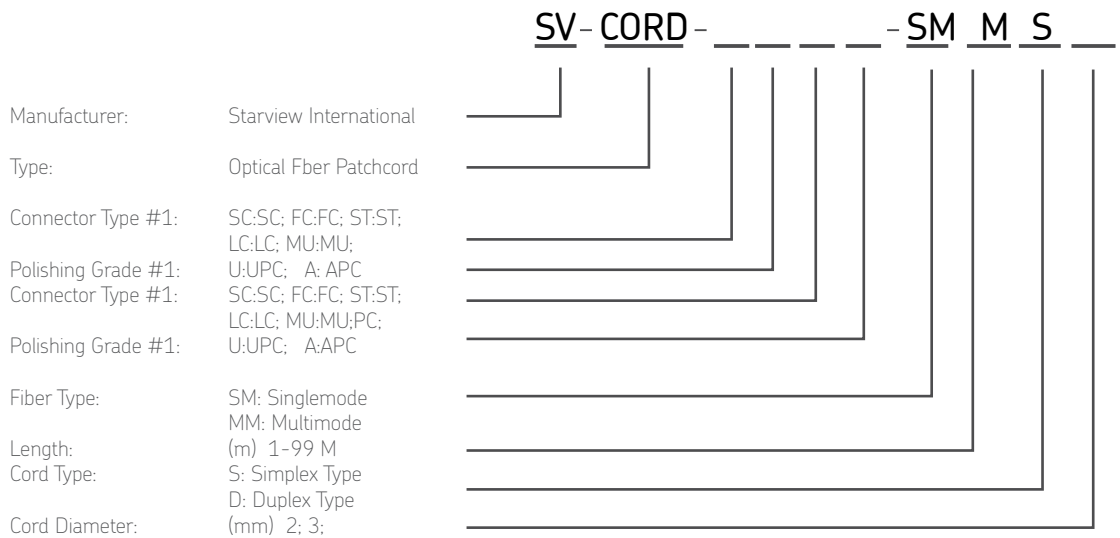 SV - CORD - - SM M S
Manufacturer: Starview International
Type: Optical Fber Patchcord
Connector Type #1: SC:SC; FC:FC; ST:ST;
LC:LC; MU:MU;
Polishing Grade #1: U:UPC; A: APC
Connector Type #1: SC:SC; FC:FC; ST:ST;
LC:LC; MU:MU;PC;
Polishing Grade #1: U:UPC; A:APC
Fiber Type: SM: Singlemode
MM: Multimode
Length: (m) 1-99 M
Cord Type: S: Simplex Type
D: Duplex Type
Cord Diameter: (mm) 2; 3;